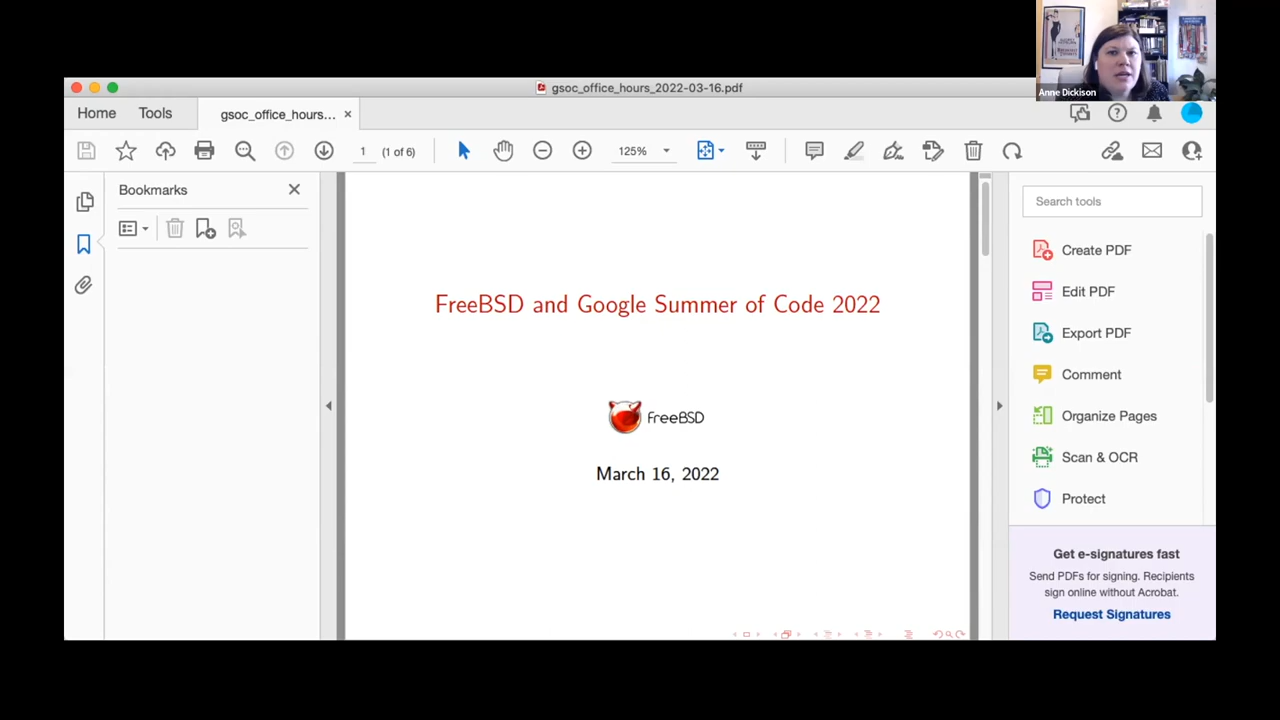 Anne Dickison
gsoc_office_hours_2022-03-16.pdf
Home
Tools
gsoc_office_hours...
1
(1 of 6)
125%
Bookmarks
Search tools
Create PDF
Edit PDF
Export PDF
Comment
Organize Pages
Scan & OCR
Protect
FreeBSD and Google Summer of Code 2022
FreeBSD
March 16, 2022
Get e-signatures fast
Send PDFs for signing. Recipients
sign online without Acrobat.
Request Signatures